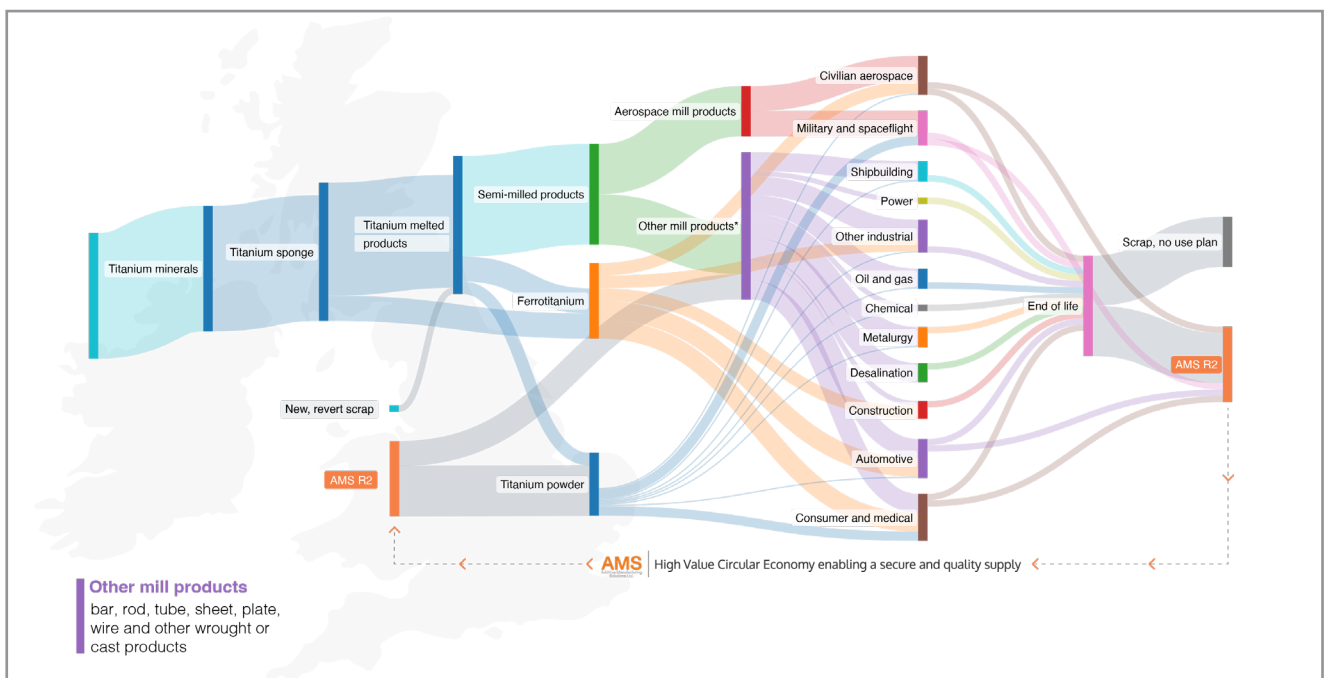 Titanium minerals
Titanium sponge
Titanium melted
products
New, revert scrap
AMS R2
Semi-milled products
Ferrotitanium
Titanium powder
Aerospace mill products
Other mill products*
Civilian aerospace
Military and spaceflight
Shipbuilding
Power
Other industrial
Oil and gas
Chemical
Metalurgy
Desalination
Construction
Automotive
Consumer and medical
End of life
Scrap, no use plan
AMS R2
AMS
High Value Circular Economy enabling a secure and quality supply
Other mill products
bar, rod, tube, sheet, plate,
wire and other wrought or
cast products